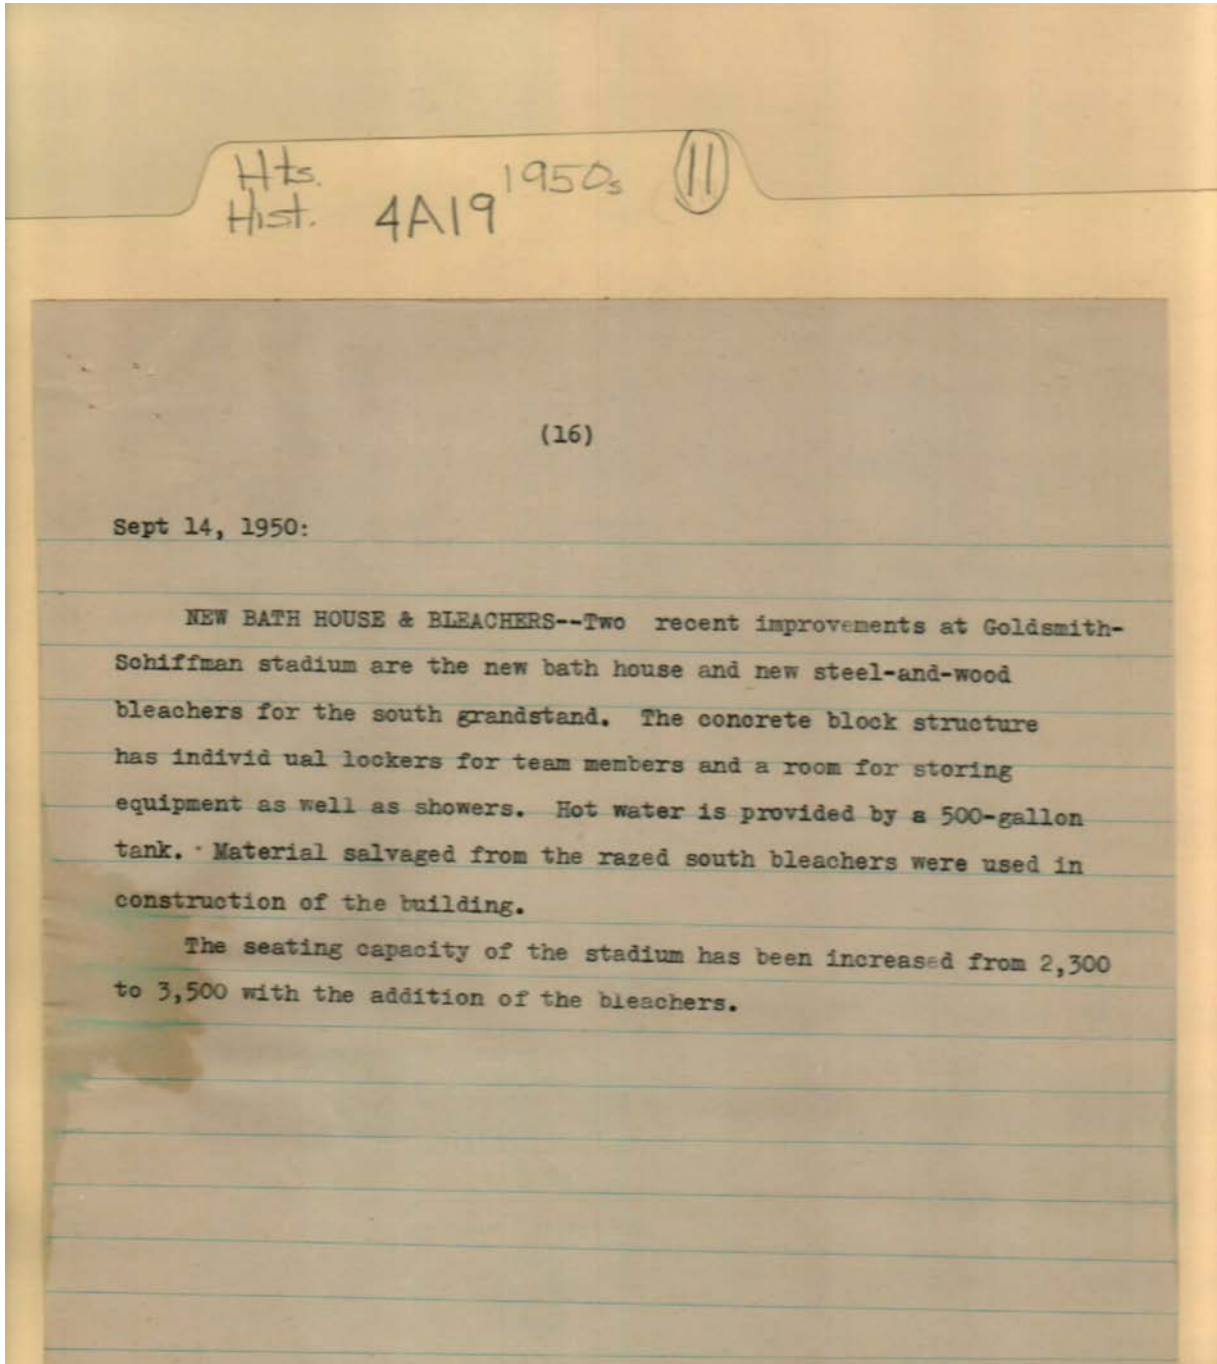 Hts. 1950s 11
Hist. 4A19
(16)
Sept 14, 1950:
NEW BATH HOUSE & BLEACHERS--Two recent improvements at Goldsmith-
Schiffman stadium are the new bath house and new steel-and-wood
bleachers for the south grandstand. The concrete block structure
has individ ual lockers for team members and a room for storing
equipment as well as showers. Hot water is provided by a 500-gallon
tank. Material salvaged from the razed south bleachers were used in
construction of the building.
The seating capacity of the stadium has been increased from 2,300
to 3,500 with the addition of the bleachers.